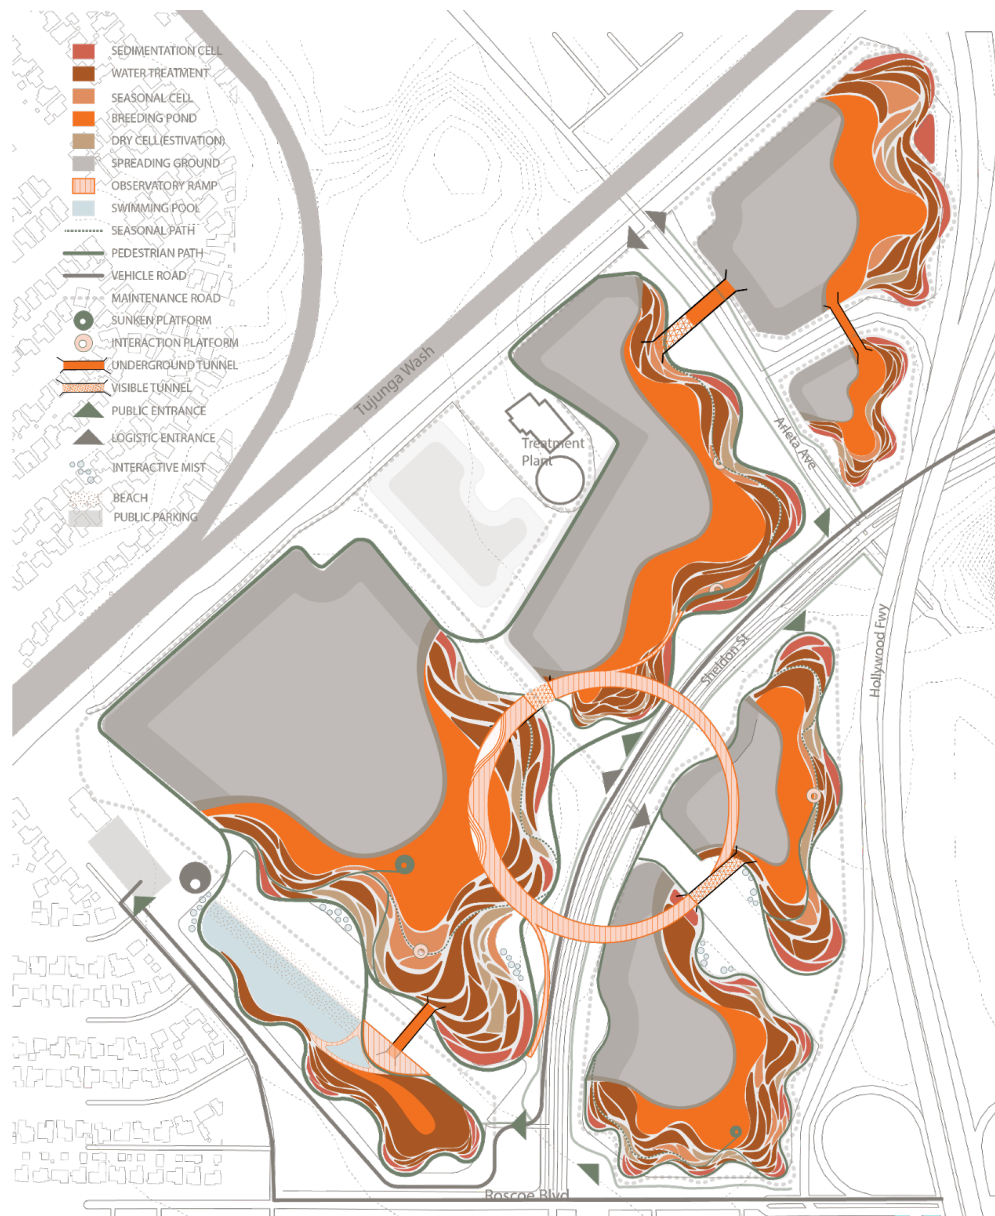 SEDIMENTATION CELL
WATER TREATMENT
SEASONAL CELL
BREEDING POND
DRY CELL(ESTIVATION)
SPREADING GROUND
OBSERVATORY RAMP
SWIMMING POOL
SEASONAL PATH
PEDESTRIAN PATH
VEHICLE ROAD
MAINTENANCE ROAD
SUNKEN PLATFORM
INTERACTION PLATFORM
UNDERGROUND TUNNEL
VISIBLE TUNNEL
PUBLIC ENTRANCE
LOGISTIC ENTRANCE
INTERACTIVE MIST
BEACH
PUBLIC PARKING
Tujunga Wash
Treatment
Plant
Arleta Ave
Sheldon St
Hollywood Fwy
Roscoe Blvd